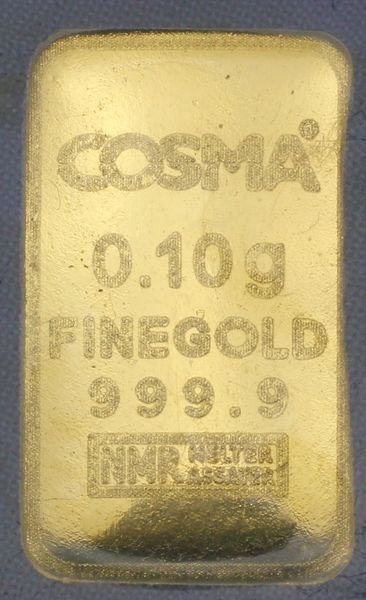 COSMA®
0.10g
FINEGOLD
999.9
NMR MELTER
ASSAYER